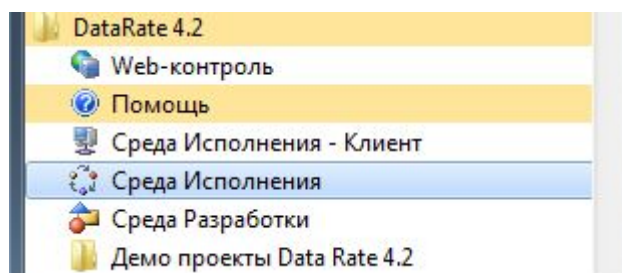 DataRate 4.2
Web-контроль
Помощь
Среда Исполнения - Клиент
Среда Исполнения
Среда Разработки
Демо проекты Data Rate 4.2